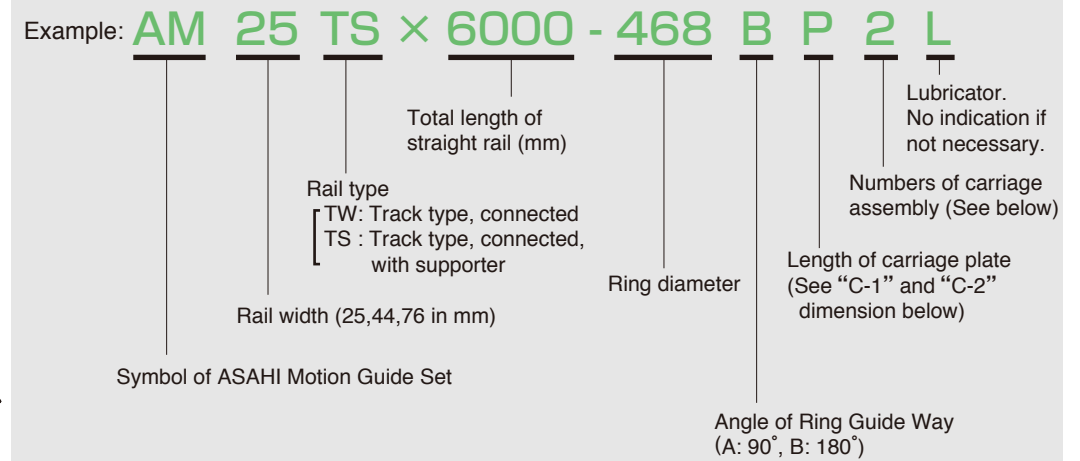 Example: AM 25 TS × 6000 - 468 B P 2 L
Lubricator.
No indication if
not necessary.
Total length of
straight rail (mm)
Numbers of carriage
assembly (See below)
Rail type
TW: Track type, connected
TS : Track type, connected,
with supporter
Length of carriage plate
(See “C-1” and “C-2”
dimension below)
Ring diameter
Rail width (25,44,76 in mm)
Symbol of ASAHI Motion Guide Set
Angle of Ring Guide Way
(A: 90°, B: 180°)